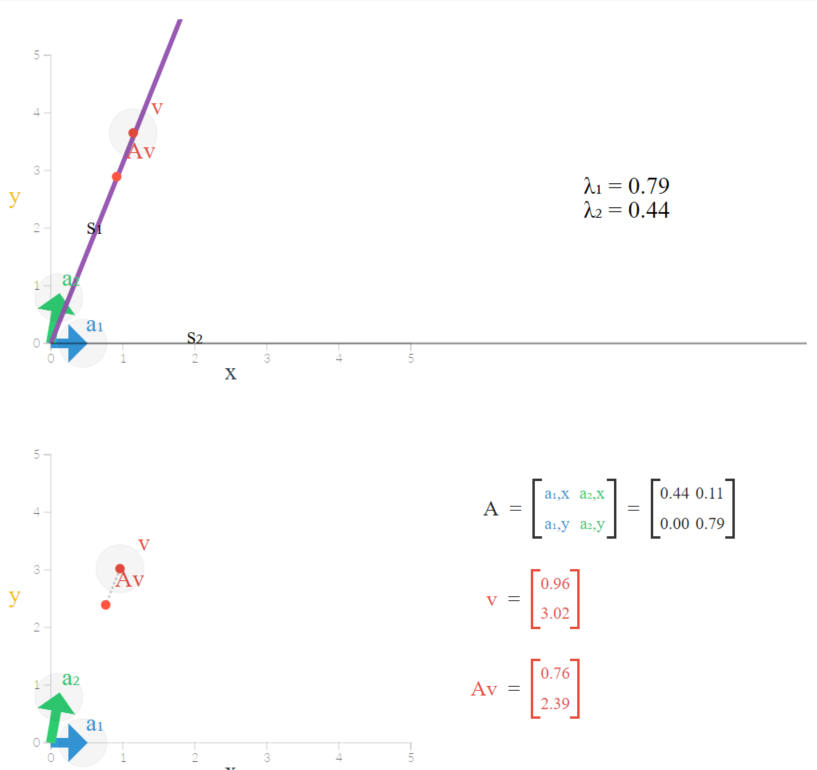 5
4
v
Av
3
y
λ₁ = 0.79
λ₂ = 0.44
2
s₁
1
a₁
0
s₂
0 1 2 3 4 5
x
5
4
v
3
Av
y
2
1
a₂
a₁
0
0 1 2 3 4 5
A = [ a₁,x a₂,x ] = [ 0.44 0.11 ]
a₁,y a₂,y 0.00 0.79
v = [ 0.96
3.02 ]
Av = [ 0.76
2.39 ]